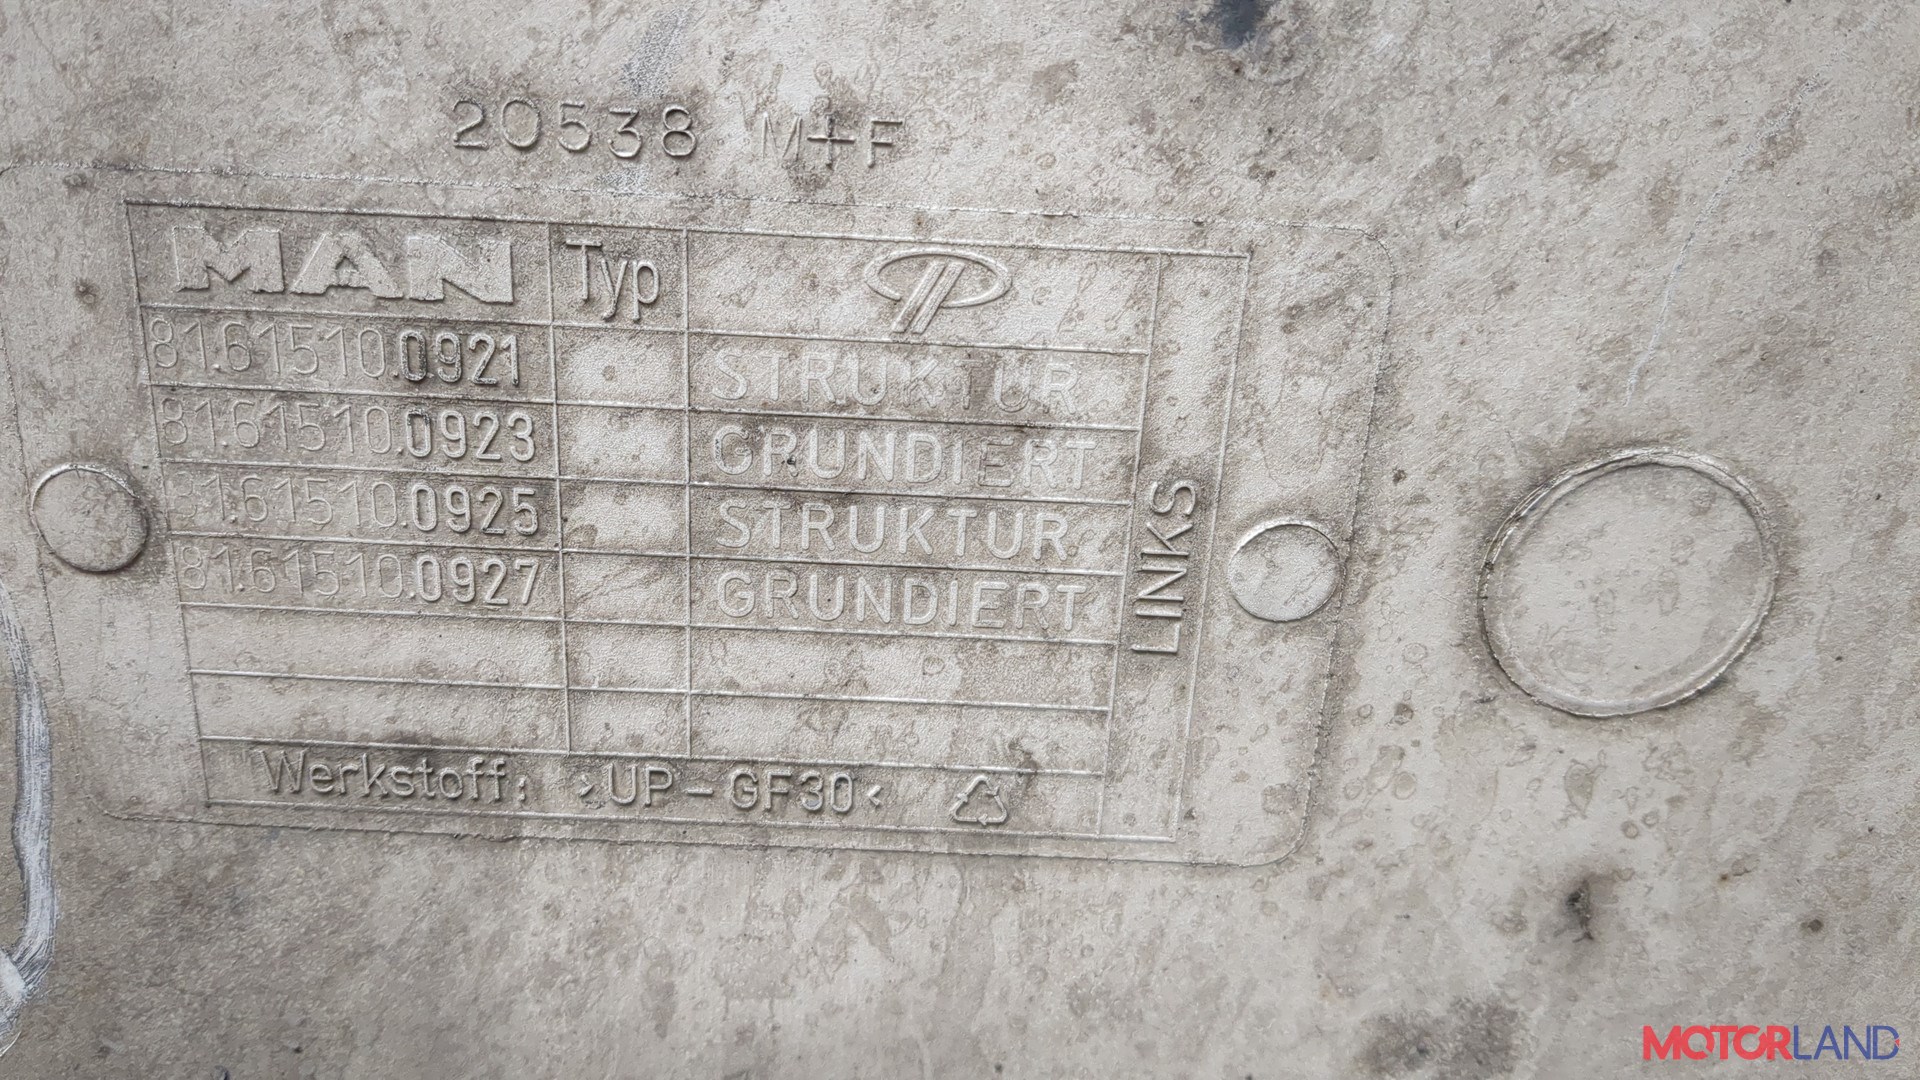 20538 M+F
MAN Typ
81.61510.0921 STRUKTUR
81.61510.0923 GRUNDIERT
81.61510.0925 STRUKTUR
81.61510.0927 GRUNDIERT
LINKS
Werkstoff: >UP-GF30<
MOTORLAND